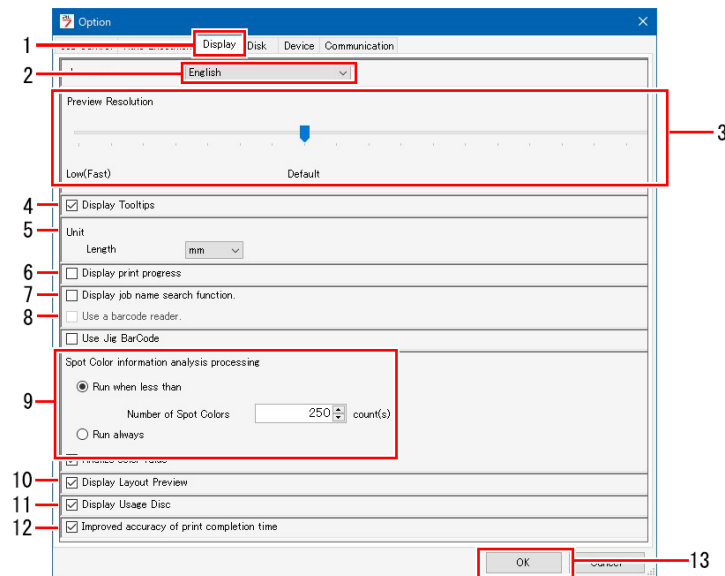 Option
1
Display Disk Device Communication
2
English
Preview Resolution
3
Low(Fast) Default
4
Display Tooltips
5
Unit
Length mm
6
Display print progress
7
Display job name search function.
8
Use a barcode reader.
Use Jig BarCode
Spot Color information analysis processing
Run when less than
9
Number of Spot Colors 250 count(s)
Run always
10
Display Layout Preview
11
Display Usage Disc
12
Improved accuracy of print completion time
OK
13